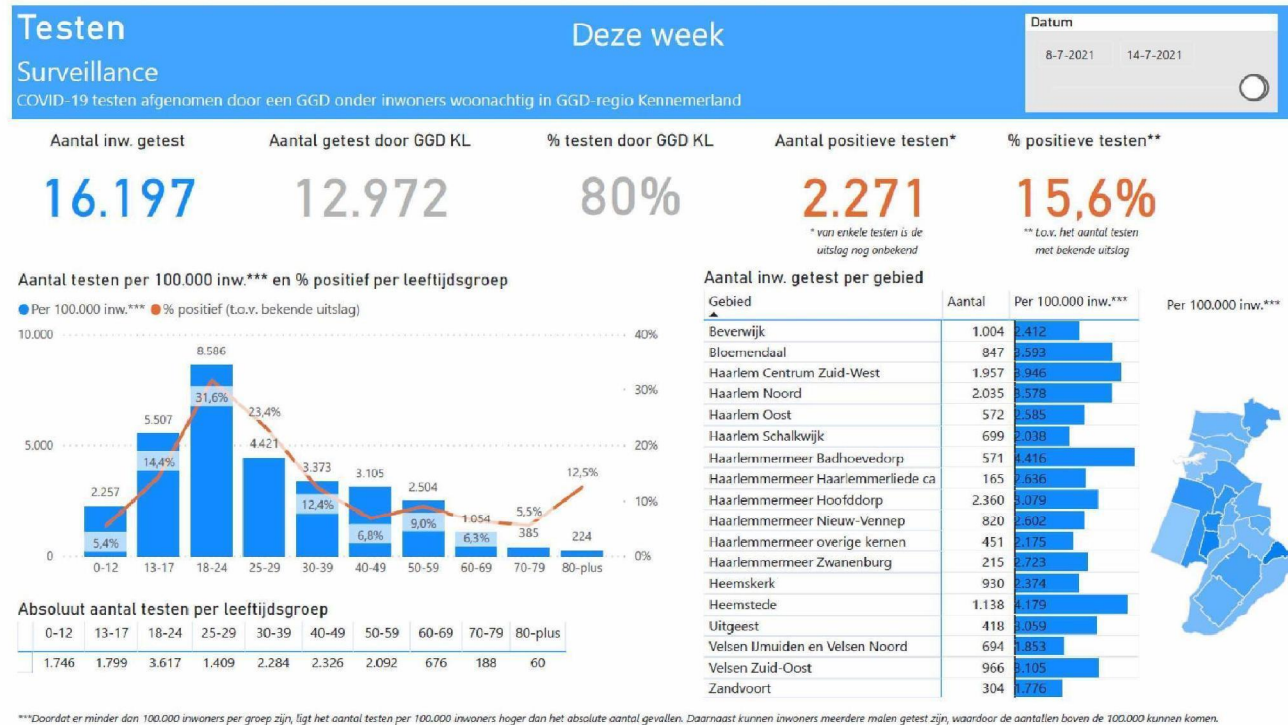 Testen
Deze week
Surveillance
COVID-19 testen afgenomen door een GGD onder inwoners woonachtig in GGD-regio Kennemerland
Datum
8-7-2021 14-7-2021
Aantal inw. getest
16.197
Aantal getest door GGD KL
12.972
% testen door GGD KL
80%
Aantal positieve testen*
2.271
* van enkele testen is de
uitslag nog onbekend
% positieve testen**
15,6%
** t.o.v. het aantal testen
met bekende uitslag
Aantal testen per 100.000 inw.*** en % positief per leeftijdsgroep
Per 100.000 inw.*** % positief (t.o.v. bekende uitslag)
10.000 40%
30%
5.000 20%
10%
0 0%
2.257 5.507 8.586 4.421 3.373 3.105 2.504 1.054 385 224
5,4% 14,4% 31,6% 23,4% 12,4% 6,8% 9,0% 6,3% 5,5% 12,5%
0-12 13-17 18-24 25-29 30-39 40-49 50-59 60-69 70-79 80-plus
Absoluut aantal testen per leeftijdsgroep
0-12 13-17 18-24 25-29 30-39 40-49 50-59 60-69 70-79 80-plus
1.746 1.799 3.617 1.409 2.284 2.326 2.092 676 188 60
Aantal inw. getest per gebied
Gebied Aantal Per 100.000 inw.***
Beverwijk 1.004 2.412
Bloemendaal 847 3.593
Haarlem Centrum Zuid-West 1.957 3.946
Haarlem Noord 2.035 3.578
Haarlem Oost 572 2.585
Haarlem Schalkwijk 699 2.038
Haarlemmermeer Badhoevedorp 571 4.416
Haarlemmermeer Haarlemmerliede ca 165 2.636
Haarlemmermeer Hoofddorp 2.360 3.079
Haarlemmermeer Nieuw-Vennep 820 2.602
Haarlemmermeer overige kernen 451 2.175
Haarlemmermeer Zwanenburg 215 2.723
Heemskerk 930 2.374
Heemstede 1.138 4.179
Uitgeest 418 3.059
Velsen IJmuiden en Velsen Noord 694 1.853
Velsen Zuid-Oost 966 3.105
Zandvoort 304 1.776
Per 100.000 inw.***
***Doordat er minder dan 100.000 inwoners per groep zijn, ligt het aantal testen per 100.000 inwoners hoger dan het absolute aantal gevallen. Daarnaast kunnen inwoners meerdere malen getest zijn, waardoor de aantallen boven de 100.000 kunnen komen.